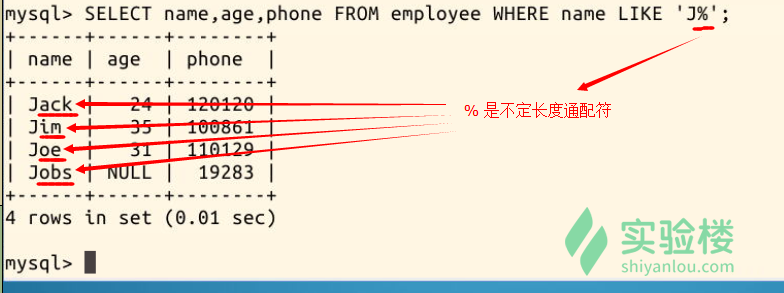 mysql> SELECT name,age,phone FROM employee WHERE name LIKE 'J%';
+------+------+--------+
| name | age  | phone  |
+------+------+--------+
| Jack |   24 | 120120 |
| Jim  |   35 | 100861 |
| Joe  |   31 | 110129 |
| Jobs | NULL |  19283 |
+------+------+--------+
4 rows in set (0.01 sec)
mysql>
% 是不定长度通配符
实验楼
shiyanlou.com